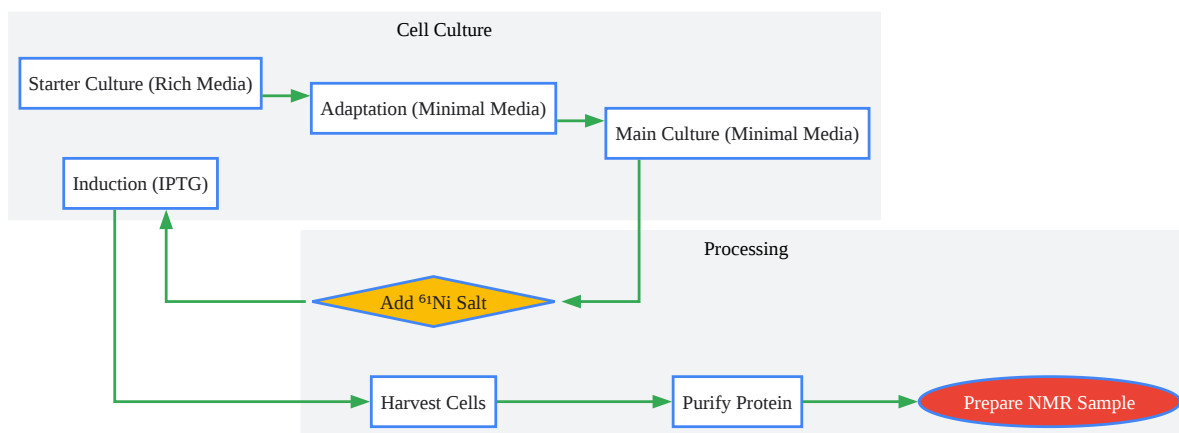 Cell Culture
Starter Culture (Rich Media)
Adaptation (Minimal Media)
Main Culture (Minimal Media)
Induction (IPTG)
Processing
Add ⁶¹Ni Salt
Harvest Cells
Purify Protein
Prepare NMR Sample